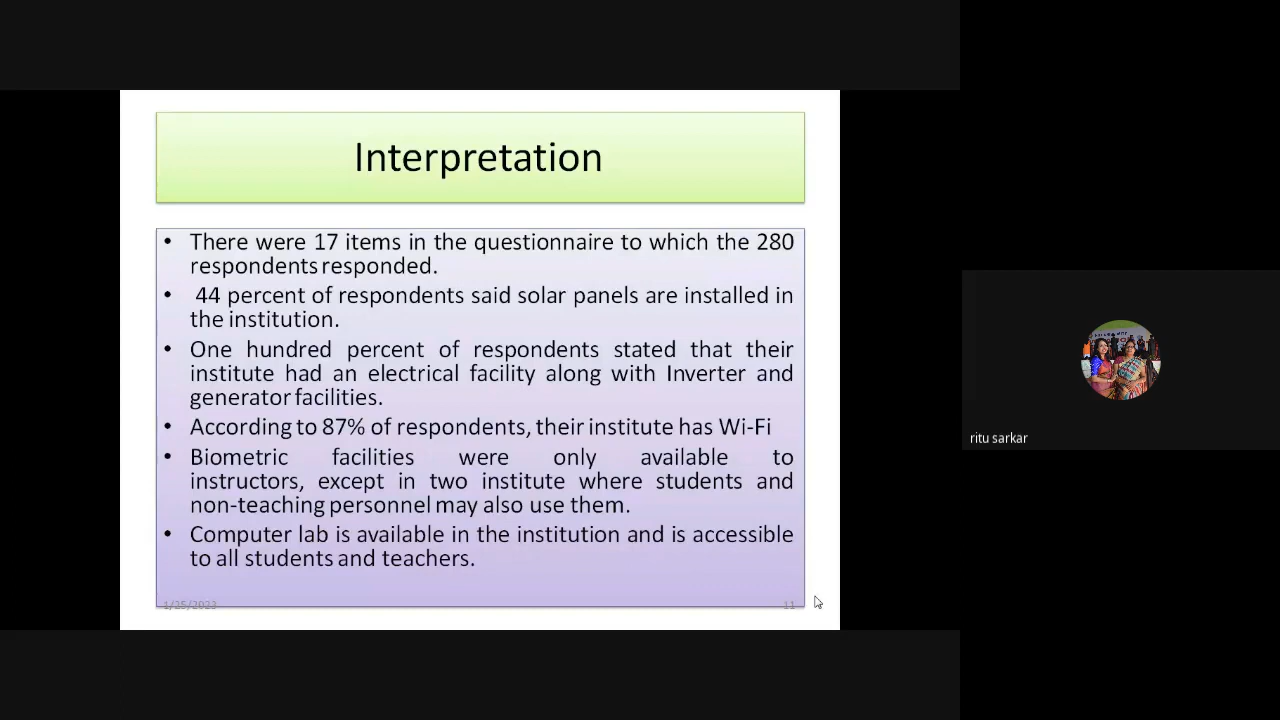 Interpretation
• There were 17 items in the questionnaire to which the 280
respondents responded.
• 44 percent of respondents said solar panels are installed in
the institution.
• One hundred percent of respondents stated that their
institute had an electrical facility along with Inverter and
generator facilities.
• According to 87% of respondents, their institute has Wi-Fi
• Biometric facilities were only available to
instructors, except in two institute where students and
non-teaching personnel may also use them.
• Computer lab is available in the institution and is accessible
to all students and teachers.
1/25/2023 11
ritu sarkar